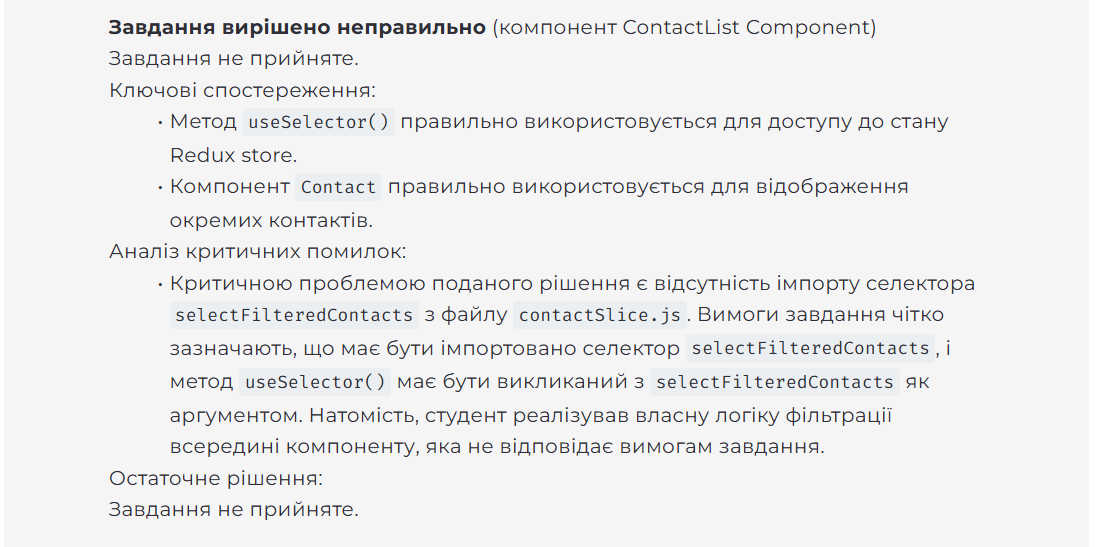 Завдання вирішено неправильно (компонент ContactList Component)
Завдання не прийняте.
Ключові спостереження:
• Метод useSelector() правильно використовується для доступу до стану
Redux store.
• Компонент Contact правильно використовується для відображення
окремих контактів.
Аналіз критичних помилок:
• Критичною проблемою поданого рішення є відсутність імпорту селектора
selectFilteredContacts з файлу contactSlice.js. Вимоги завдання чітко
зазначають, що має бути імпортовано селектор selectFilteredContacts, і
метод useSelector() має бути викликаний з selectFilteredContacts як
аргументом. Натомість, студент реалізував власну логіку фільтрації
всередині компоненту, яка не відповідає вимогам завдання.
Остаточне рішення:
Завдання не прийняте.